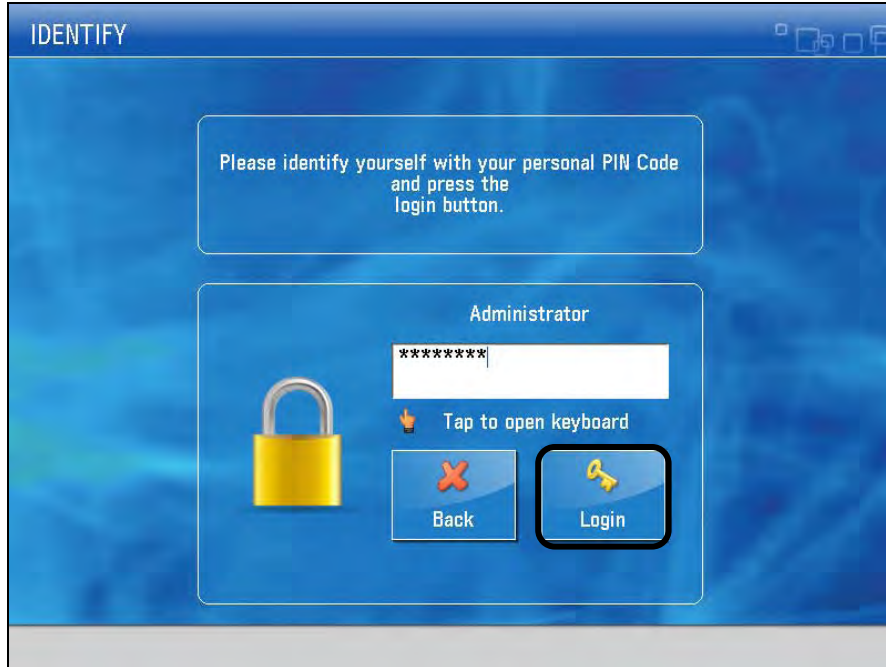 IDENTIFY
Please identify yourself with your personal PIN Code
and press the
login button.
Administrator
********
Tap to open keyboard
Back
Login